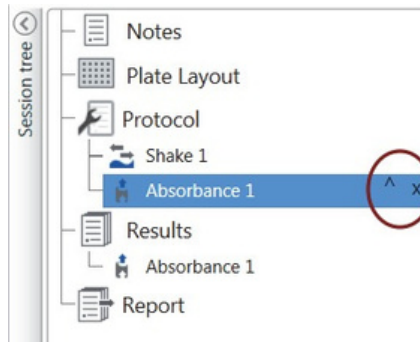 Session tree
Notes
Plate Layout
Protocol
Shake 1
Absorbance 1 ^ x
Results
Absorbance 1
Report